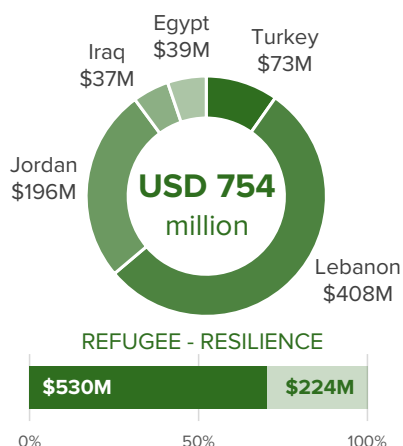 Egypt
$39M
Turkey
$73M
Iraq
$37M
Jordan
$196M
USD 754
million
Lebanon
$408M
REFUGEE - RESILIENCE
$530M
$224M
0%
50%
100%